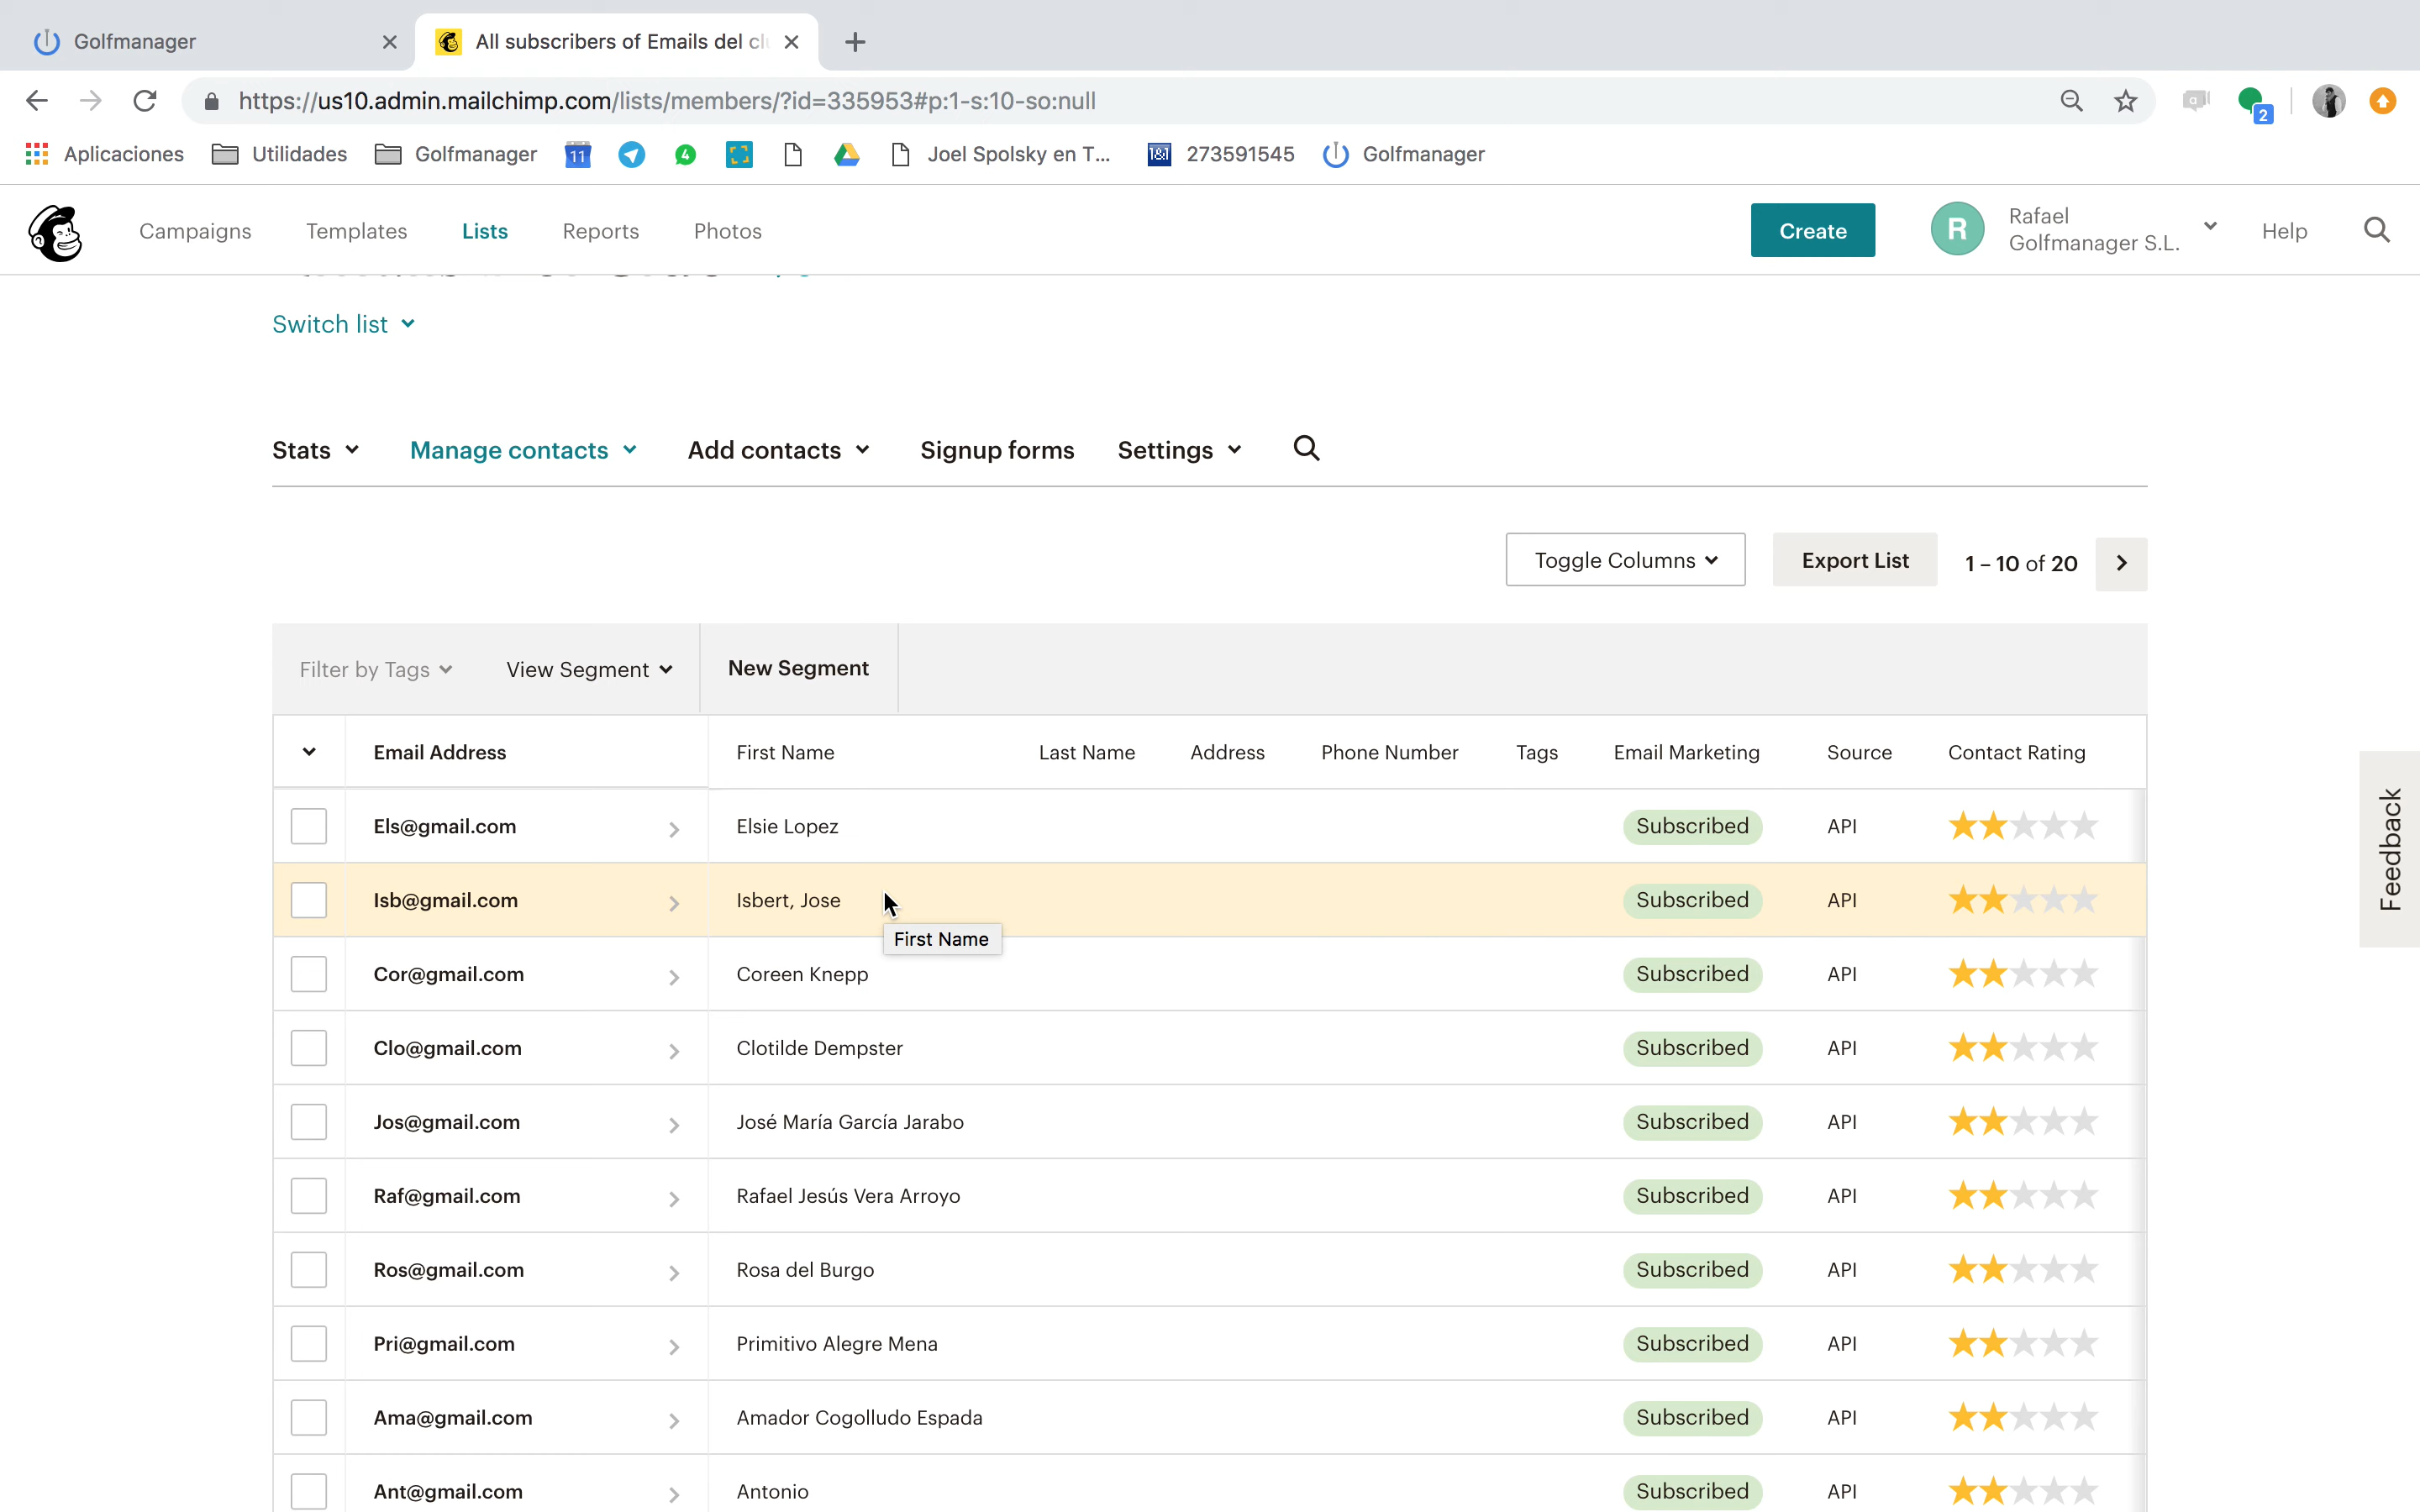 Golfmanager
All subscribers of Emails del cl
https://us10.admin.mailchimp.com/lists/members/?id=335953#p:1-s:10-so:null
a
2
Aplicaciones
Utilidades
Golfmanager
11
4
Joel Spolsky en T...
1&1
273591545
Golfmanager
Campaigns
Templates
Lists
Reports
Photos
Create
R
Rafael
Golfmanager S.L.
Help
Switch list
Stats
Manage contacts
Add contacts
Signup forms
Settings
Toggle Columns
Export List
1 – 10 of 20
Filter by Tags
View Segment
New Segment
Email Address First Name Last Name Address Phone Number Tags Email Marketing Source Contact Rating
Els@gmail.com Elsie Lopez Subscribed API
Isb@gmail.com Isbert, Jose Subscribed API
First Name
Cor@gmail.com Coreen Knepp Subscribed API
Clo@gmail.com Clotilde Dempster Subscribed API
Jos@gmail.com José María García Jarabo Subscribed API
Raf@gmail.com Rafael Jesús Vera Arroyo Subscribed API
Ros@gmail.com Rosa del Burgo Subscribed API
Pri@gmail.com Primitivo Alegre Mena Subscribed API
Ama@gmail.com Amador Cogolludo Espada Subscribed API
Ant@gmail.com Antonio Subscribed API
Feedback